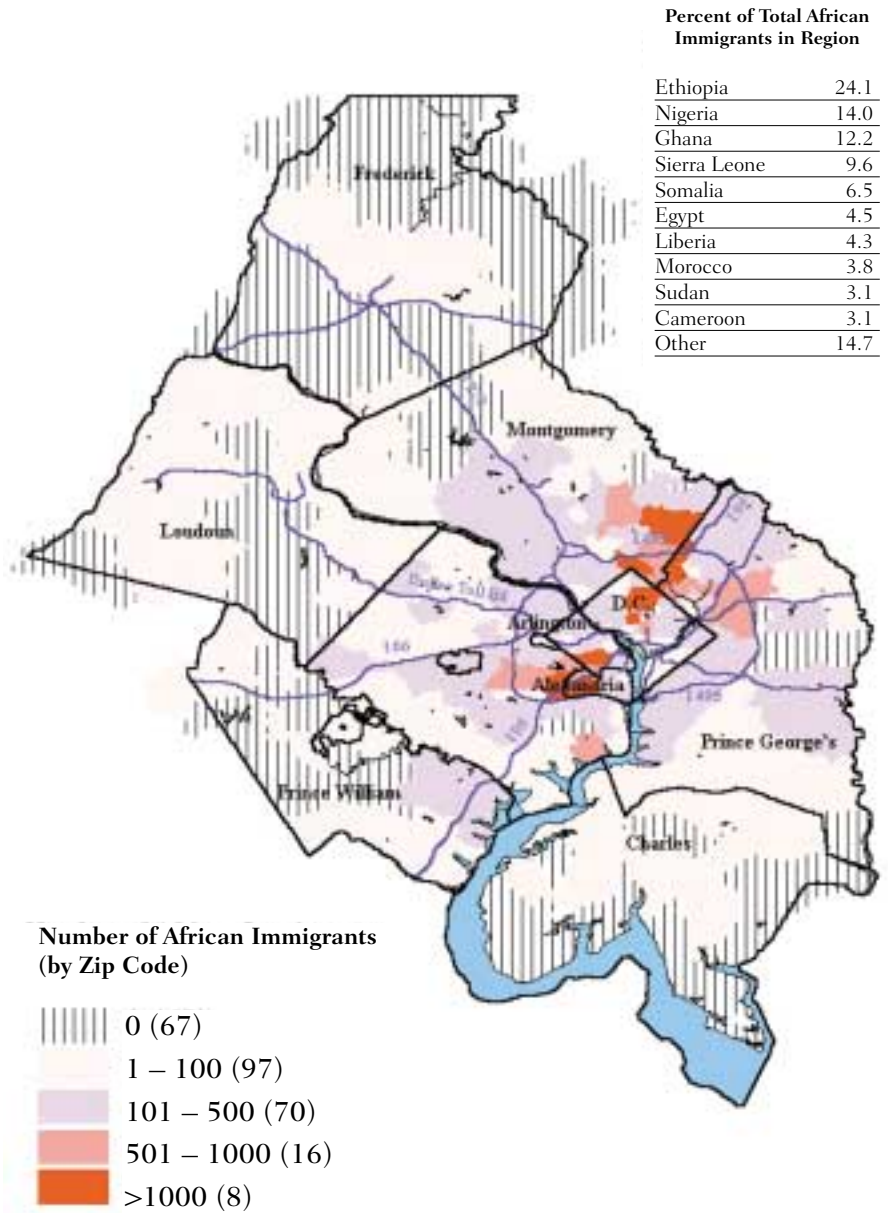 Percent of Total African
Immigrants in Region
Ethiopia 24.1
Nigeria 14.0
Ghana 12.2
Sierra Leone 9.6
Somalia 6.5
Egypt 4.5
Liberia 4.3
Morocco 3.8
Sudan 3.1
Cameroon 3.1
Other 14.7
Frederick
Montgomery
Loudoun
D.C.
Arlington
I 66
Alexandria
I 495
Prince George's
Prince William
Charles
Number of African Immigrants
(by Zip Code)
0 (67)
1 – 100 (97)
101 – 500 (70)
501 – 1000 (16)
>1000 (8)